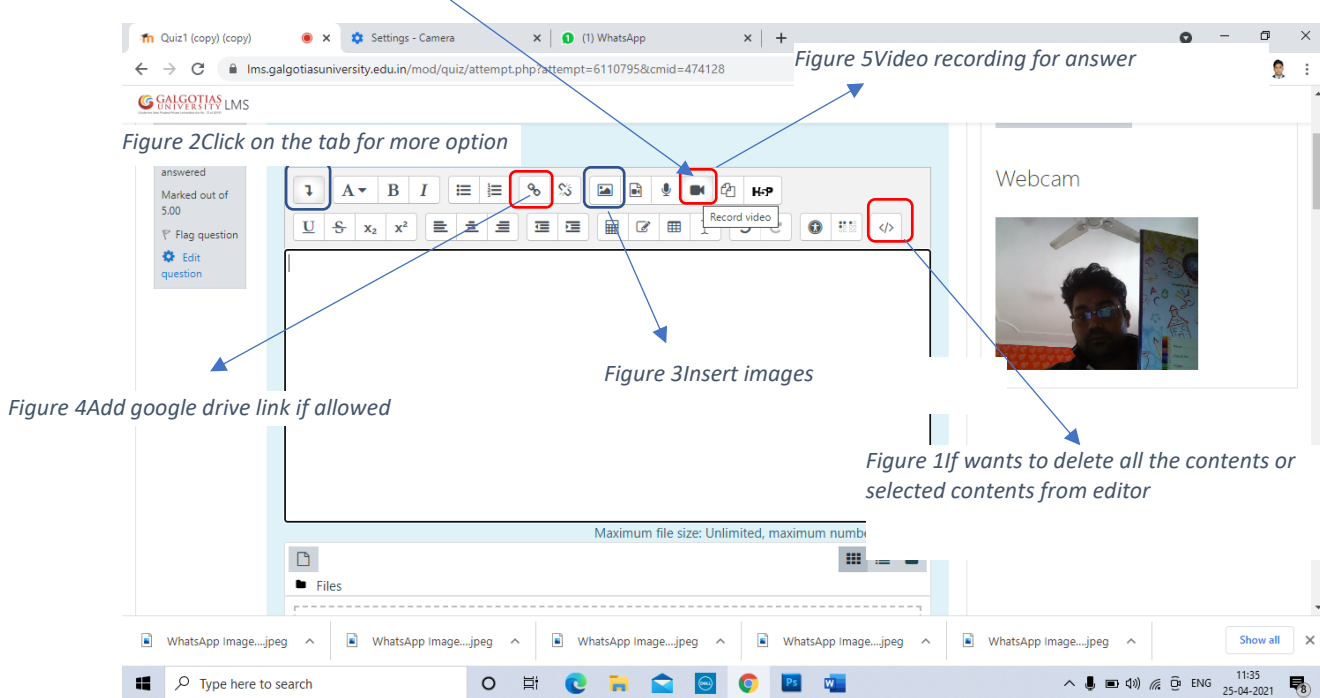 Quiz1 (copy) (copy)
Settings - Camera
(1) WhatsApp
lms.galgotiasuniversity.edu.in/mod/quiz/attempt.php?attempt=6110795&cmid=474128
Figure 5Video recording for answer
GALGOTIAS
UNIVERSITY LMS
Figure 2Click on the tab for more option
answered
Marked out of
5.00
Flag question
Edit
question
A B I H-P
Record video
U S x₂ x² </>
Webcam
Figure 3Insert images
Figure 4Add google drive link if allowed
Figure 1If wants to delete all the contents or
selected contents from editor
Maximum file size: Unlimited, maximum
Files
WhatsApp Image....jpeg
WhatsApp Image....jpeg
WhatsApp Image....jpeg
WhatsApp Image....jpeg
WhatsApp Image....jpeg
Show all
Type here to search
DELL
Ps
W
ENG
11:35
25-04-2021
8